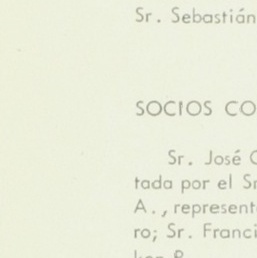 Sr. Sebastián
SOCIOS CO
Sr. José
tada por el Sr
A., represent
ro; Sr. Franci